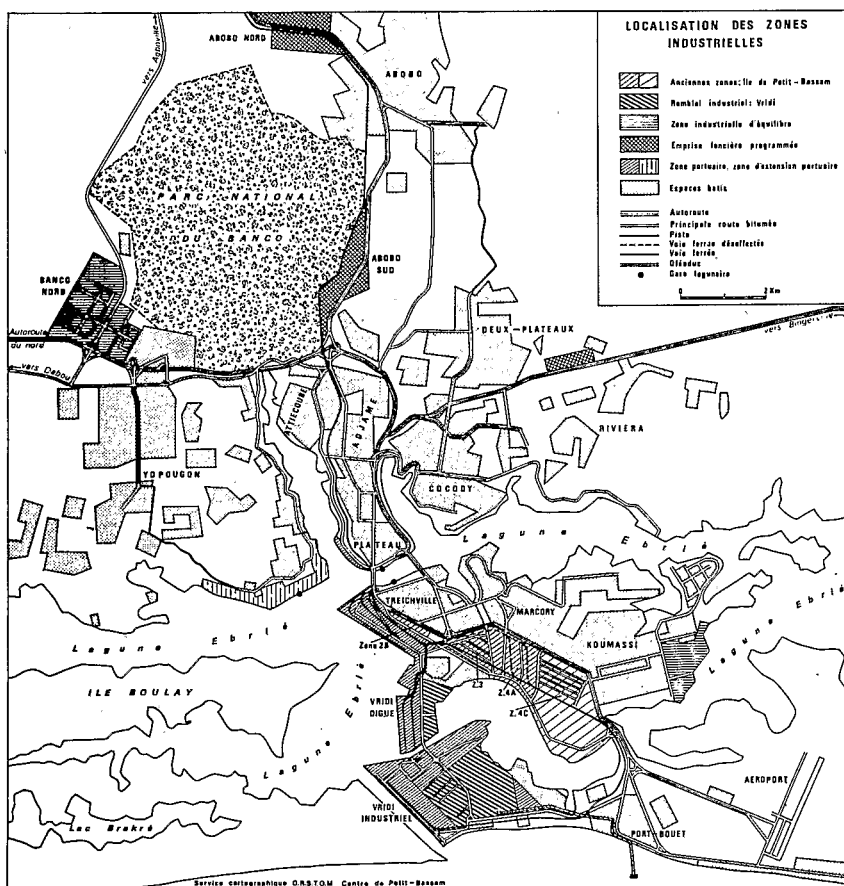 LOCALISATION DES ZONES
INDUSTRIELLES
Anciennes zones; Ile de Petit-Bassam
Remblai industriel: Vridi
Zone industrielle d'équilibre
Emprise foncière programmée
Zone portuaire, zone d'extension portuaire
Espaces batis
Autoroute
Principale route bitumée
Piste
Voie ferrée désaffectée
Voie ferrée
Oléoduc
Gare lagunaire
0 2 Km
vers Agboville
ABOBO NORD
ABOBO
PARC NATIONAL
DU BANCO
ABOBO
SUD
BANCO
NORD
Autoroute
du nord
vers Dabou
DEUX-PLATEAUX
vers Bingerville
ATTIECOUBE
ADJAME
RIVIERA
YOPOUGON
COCODY
PLATEAU
Lagune Ebrié
TREICHVILLE
MARCORY
KOUMASSI
Lagune Ebrié
Zone 2B
Lagune Ebrié
ILE BOULAY
Z.3
Z.4A
Z.4C
VRIDI
DIGUE
Lagune Ebrié
AEROPORT
VRIDI
INDUSTRIEL
PORT-BOUET
Lac Brakré
Service cartographique O.R.S.T.O.M Centre de Petit-Bassam